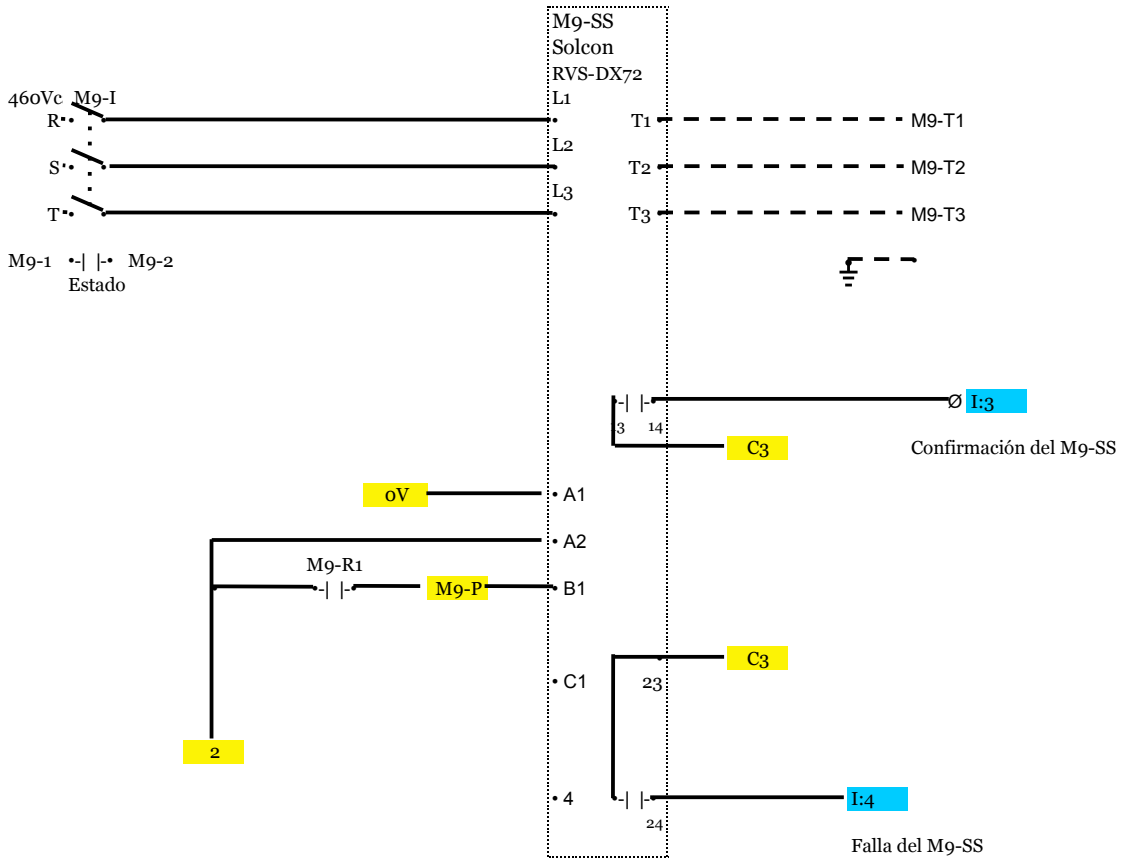 M9-SS
Solcon
RVS-DX72
460Vc M9-I
L1
R
T1
M9-T1
L2
S
T2
M9-T2
L3
T
T3
M9-T3
M9-1 M9-2
Estado
Ø I:3
3 14
C3
Confirmación del M9-SS
0V
A1
A2
M9-R1
M9-P
B1
C3
C1
23
2
4
I:4
24
Falla del M9-SS